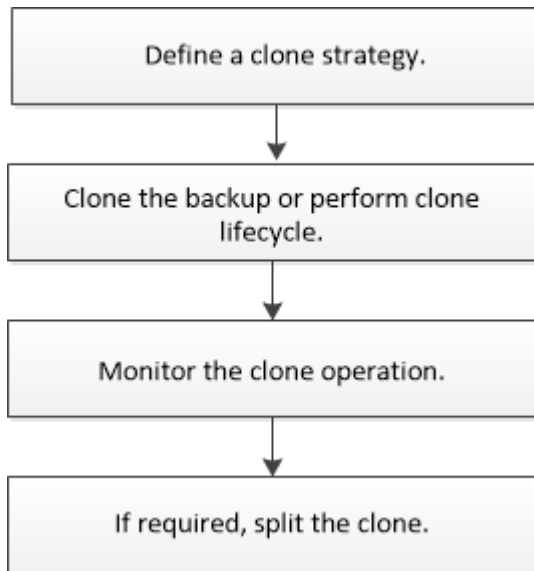 Define a clone strategy.
Clone the backup or perform clone
lifecycle.
Monitor the clone operation.
If required, split the clone.